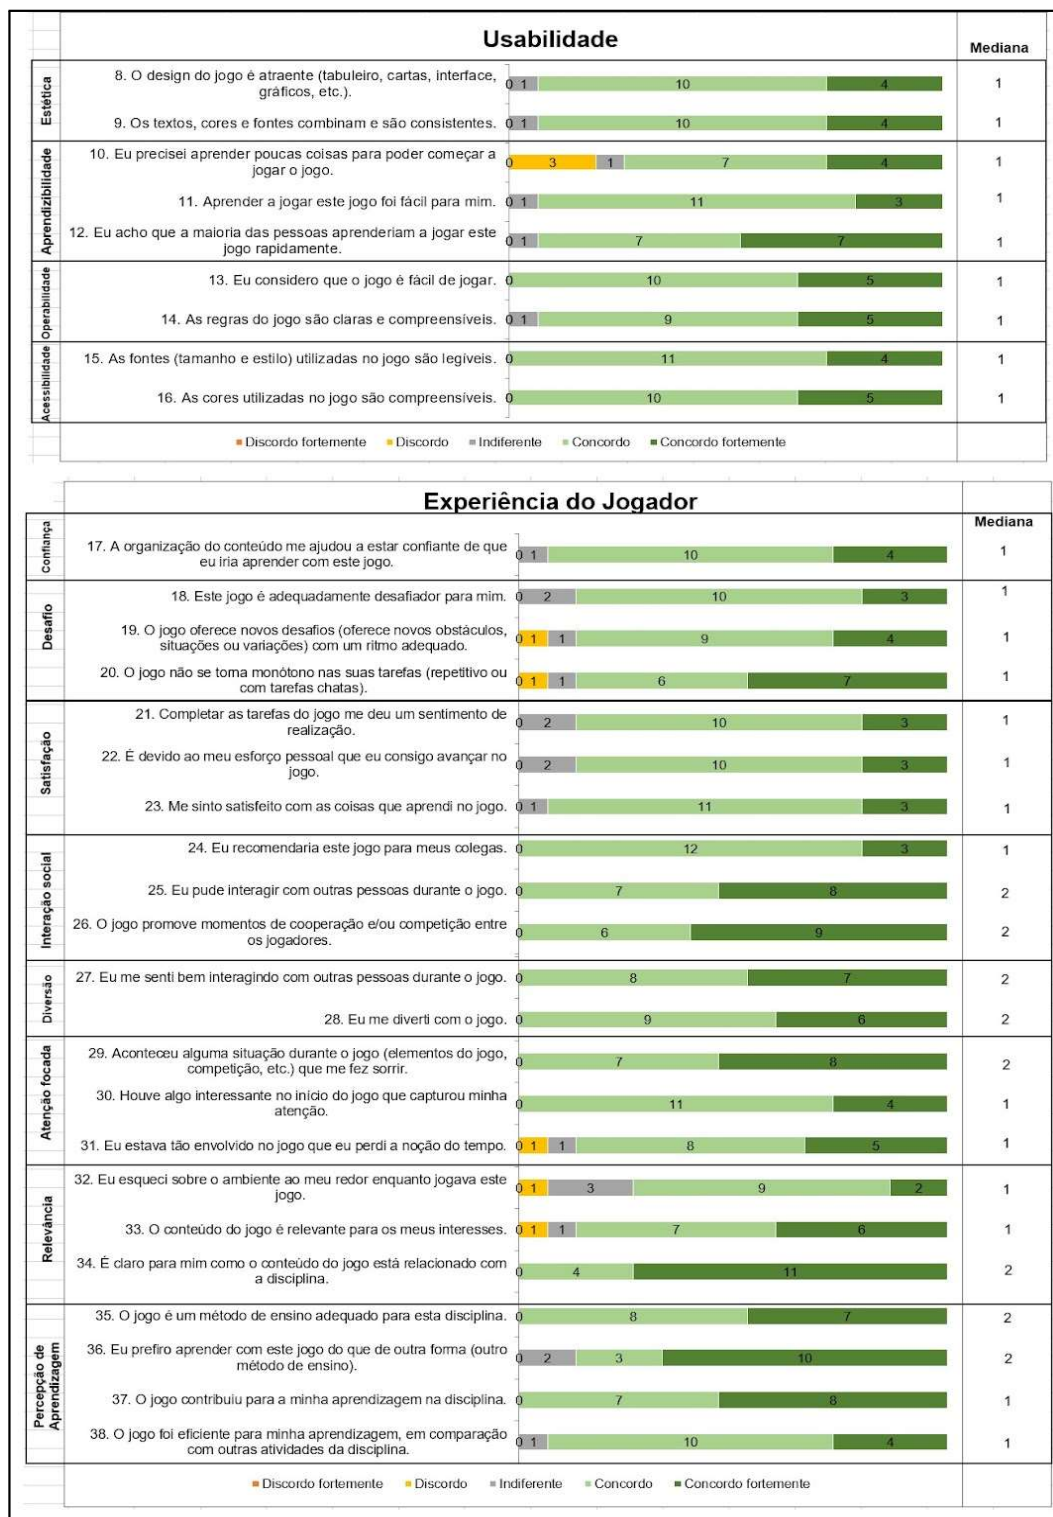 Usabilidade
Mediana
Estética
8. O design do jogo é atraente (tabuleiro, cartas, interface,
gráficos, etc.).
0 1 10 4
1
9. Os textos, cores e fontes combinam e são consistentes.
0 1 10 4
1
Aprendizibilidade
10. Eu precisei aprender poucas coisas para poder começar a
jogar o jogo.
0 3 1 7 4
1
11. Aprender a jogar este jogo foi fácil para mim.
0 1 11 3
1
12. Eu acho que a maioria das pessoas aprenderiam a jogar este
jogo rapidamente.
0 1 7 7
1
Operabilidade
13. Eu considero que o jogo é fácil de jogar.
0 10 5
1
14. As regras do jogo são claras e compreensíveis.
0 1 9 5
1
Acessibilidade
15. As fontes (tamanho e estilo) utilizadas no jogo são legíveis.
0 11 4
1
16. As cores utilizadas no jogo são compreensíveis.
0 10 5
1
Discordo fortemente Discordo Indiferente Concordo Concordo fortemente
Experiência do Jogador
Mediana
Confiança
17. A organização do conteúdo me ajudou a estar confiante de que
eu iria aprender com este jogo.
0 1 10 4
1
Desafio
18. Este jogo é adequadamente desafiador para mim.
0 2 10 3
1
19. O jogo oferece novos desafios (oferece novos obstáculos,
situações ou variações) com um ritmo adequado.
0 1 1 9 4
1
20. O jogo não se torna monótono nas suas tarefas (repetitivo ou
com tarefas chatas).
0 1 1 6 7
1
Satisfação
21. Completar as tarefas do jogo me deu um sentimento de
realização.
0 2 10 3
1
22. É devido ao meu esforço pessoal que eu consigo avançar no
jogo.
0 2 10 3
1
23. Me sinto satisfeito com as coisas que aprendi no jogo.
0 1 11 3
1
Interação social
24. Eu recomendaria este jogo para meus colegas.
0 12 3
1
25. Eu pude interagir com outras pessoas durante o jogo.
0 7 8
2
26. O jogo promove momentos de cooperação e/ou competição entre
os jogadores.
0 6 9
2
Diversão
27. Eu me senti bem interagindo com outras pessoas durante o jogo.
0 8 7
2
28. Eu me diverti com o jogo.
0 9 6
2
Atenção focada
29. Aconteceu alguma situação durante o jogo (elementos do jogo,
competição, etc.) que me fez sorrir.
0 7 8
2
30. Houve algo interessante no início do jogo que capturou minha
atenção.
0 11 4
1
31. Eu estava tão envolvido no jogo que eu perdi a noção do tempo.
0 1 1 8 5
1
Relevância
32. Eu esqueci sobre o ambiente ao meu redor enquanto jogava este
jogo.
0 1 3 9 2
1
33. O conteúdo do jogo é relevante para os meus interesses.
0 1 1 7 6
1
34. É claro para mim como o conteúdo do jogo está relacionado com
a disciplina.
0 4 11
2
Percepção de
Aprendizagem
35. O jogo é um método de ensino adequado para esta disciplina.
0 8 7
2
36. Eu prefiro aprender com este jogo do que de outra forma (outro
método de ensino).
0 2 3 10
2
37. O jogo contribuiu para a minha aprendizagem na disciplina.
0 7 8
1
38. O jogo foi eficiente para minha aprendizagem, em comparação
com outras atividades da disciplina.
0 1 10 4
1
Discordo fortemente Discordo Indiferente Concordo Concordo fortemente